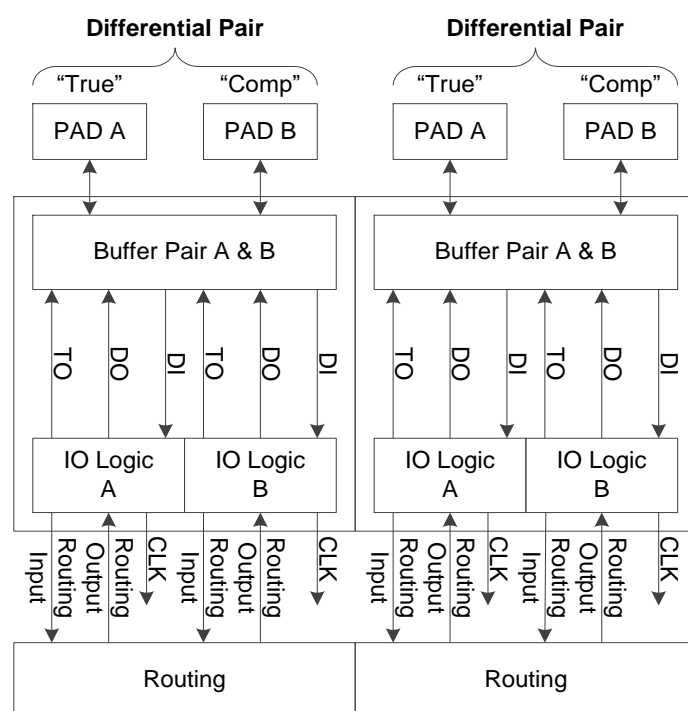 Differential Pair Differential Pair
“True” “Comp” “True” “Comp”
PAD A PAD B PAD A PAD B
Buffer Pair A & B Buffer Pair A & B
TO DO DI TO DO DI TO DO DI TO DO DI
IO Logic A
IO Logic B
IO Logic A
IO Logic B
Routing Input
Routing Output
CLK
Routing Input
Routing Output
CLK
Routing Input
Routing Output
CLK
Routing Input
Routing Output
CLK
Routing Routing